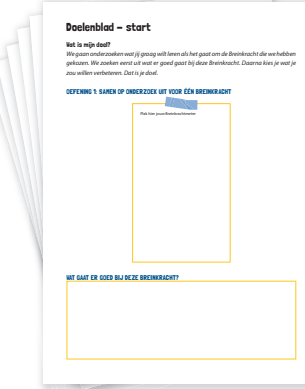 Doelenblad – start
Wat is mijn doel?
We gaan onderzoeken wat jij graag wilt leren als het gaat om de Breinkracht die we hebben
gekozen. We zoeken eerst uit wat er goed gaat bij deze Breinkracht. Daarna kies je wat je
zou willen verbeteren. Dat is je doel.
OEFENING 1: SAMEN OP ONDERZOEK UIT VOOR ÉÉN BREINKRACHT
Plak hier jouw Breinkrachtmeter
WAT GAAT ER GOED BIJ DEZE BREINKRACHT?